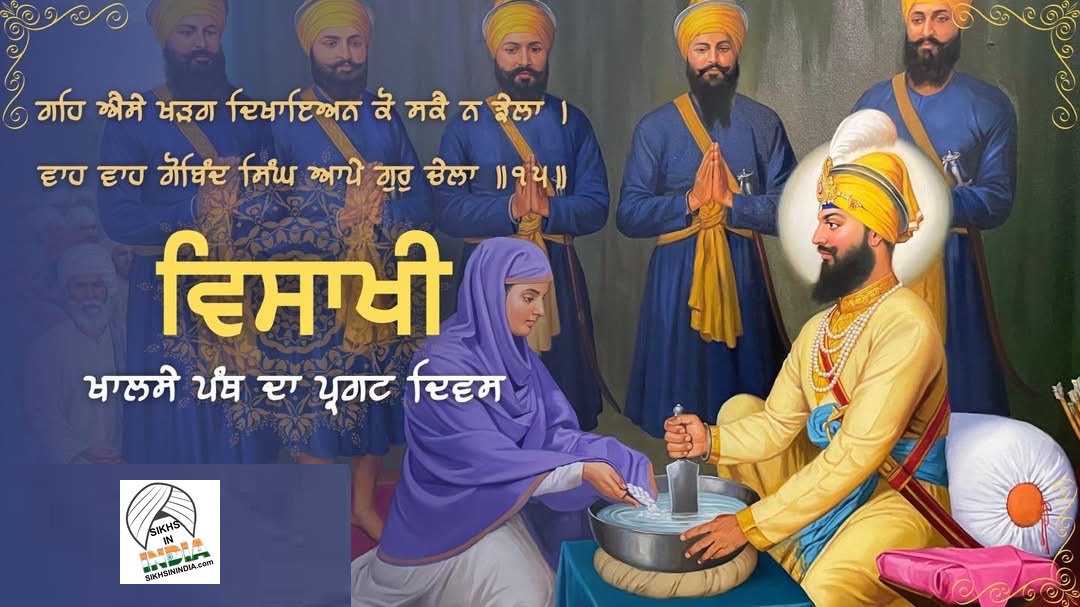 ਗਹਿ ਐਸੇ ਖੜਗ ਦਿਖਾਇਅਨ ਕੋ ਸਕੈ ਨ ਝੇਲਾ ।
ਵਾਹ ਵਾਹ ਗੋਬਿੰਦ ਸਿੰਘ ਆਪੇ ਗੁਰੁ ਚੇਲਾ ॥੧੫॥
ਵਿਸਾਖੀ
ਖਾਲਸੇ ਪੰਥ ਦਾ ਪ੍ਰਗਟ ਦਿਵਸ
SIKHS
IN
INDIA
SIKHSININDIA.com